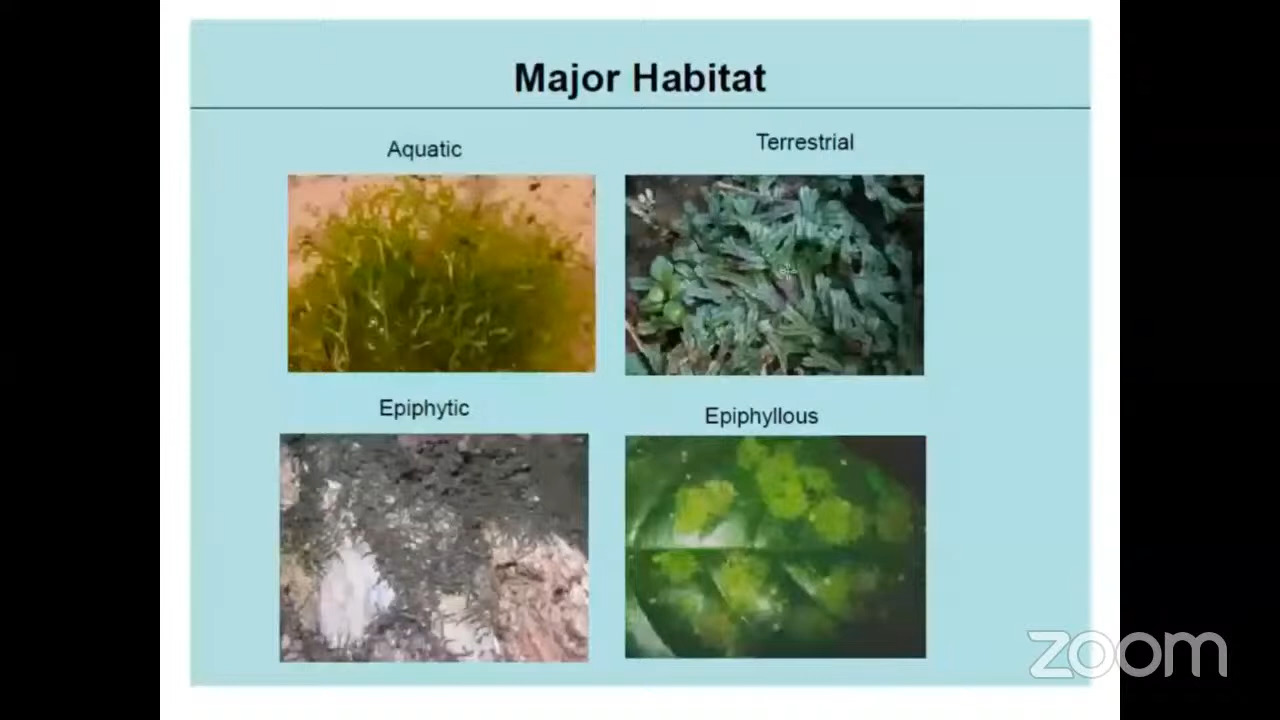 Major Habitat
Aquatic
Terrestrial
Epiphytic
Epiphyllous
zoom